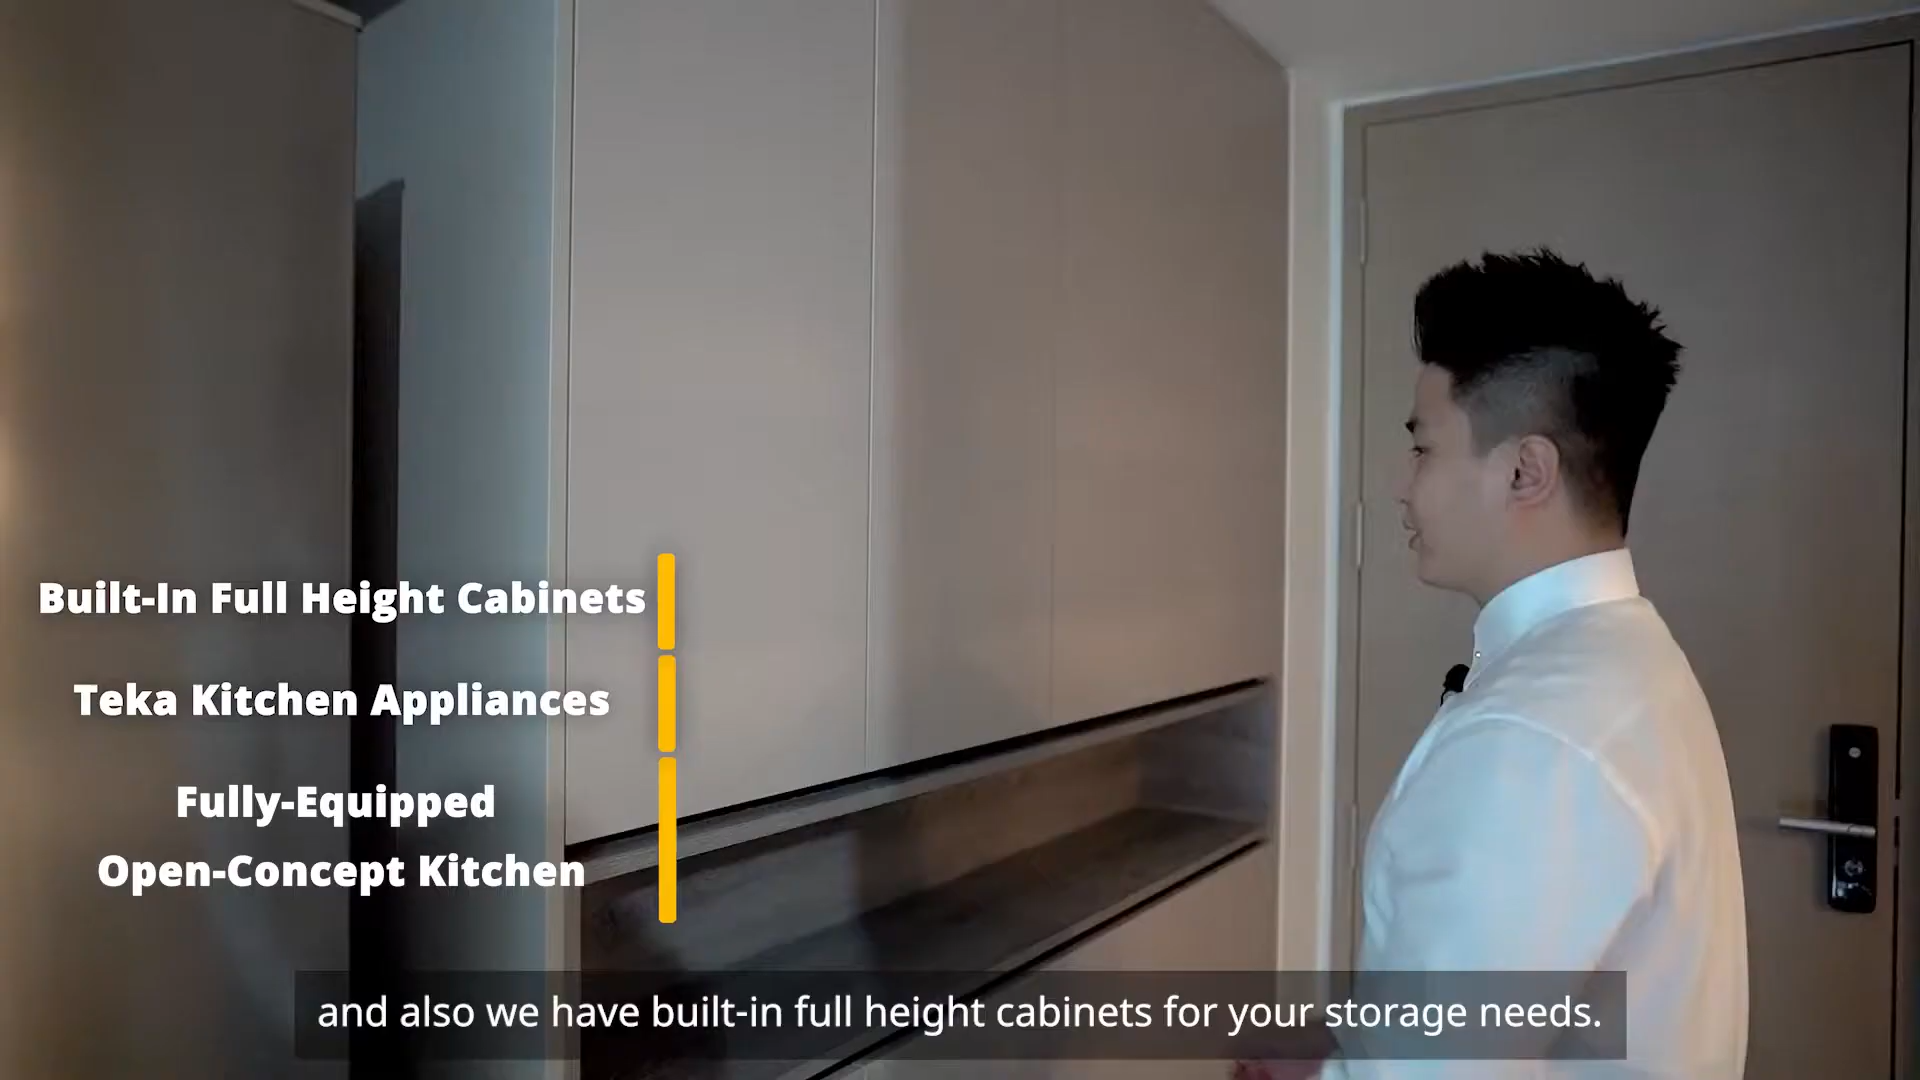 Built-In Full Height Cabinets
Teka Kitchen Appliances
Fully-Equipped
Open-Concept Kitchen
and also we have built-in full height cabinets for your storage needs.